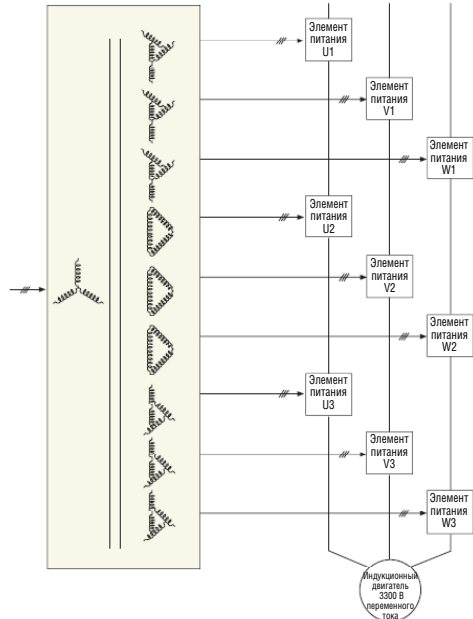 Элемент
питания
U1
Элемент
питания
V1
Элемент
питания
W1
Элемент
питания
U2
Элемент
питания
V2
Элемент
питания
W2
Элемент
питания
U3
Элемент
питания
V3
Элемент
питания
W3
Индукционный
двигатель
3300 В
переменного
тока